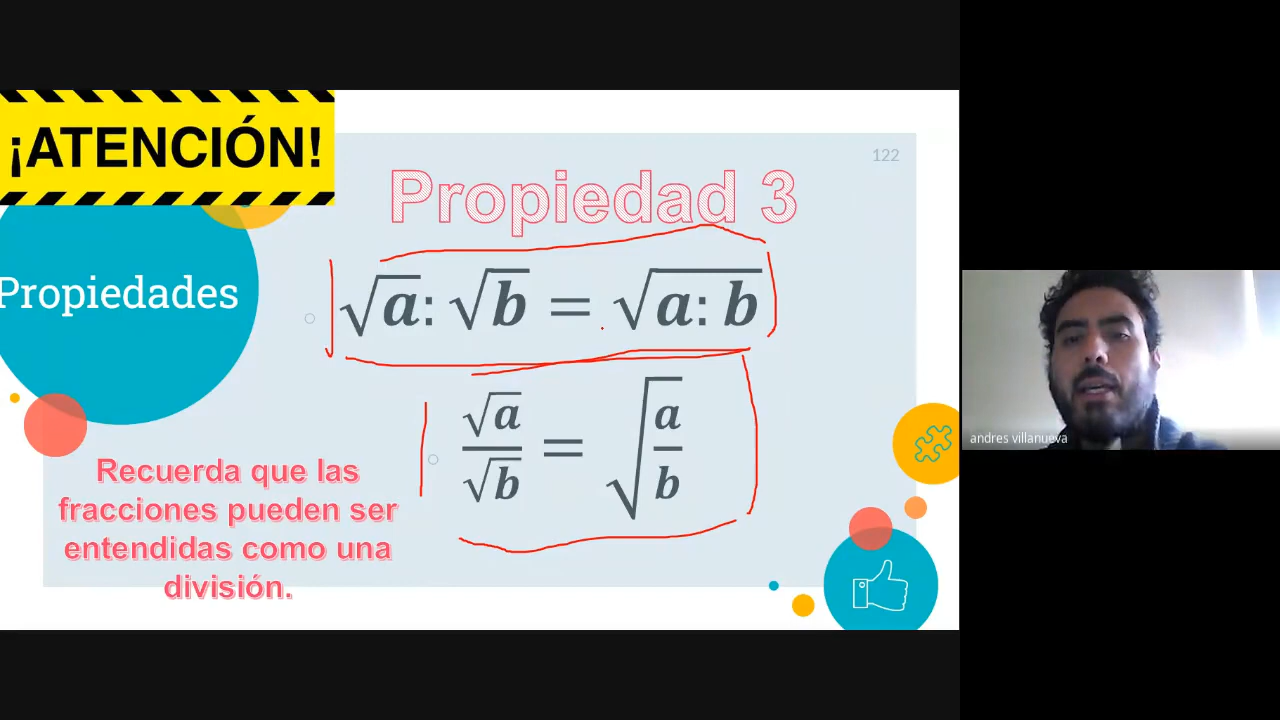 ¡ATENCIÓN!
122
Propiedad 3
Propiedades
√a: √b = √a: b
√a/√b = √a/b
Recuerda que las
fracciones pueden ser
entendidas como una
división.
andres villanueva